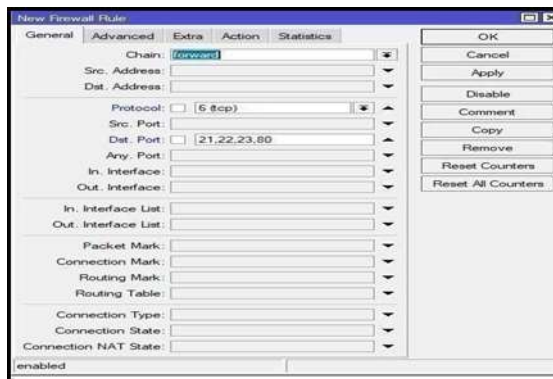 New Firewall Rule
General Advanced Extra Action Statistics
Chain: forward
Src. Address:
Dst. Address:
Protocol: 6 (tcp)
Src. Port:
Dst. Port: 21,22,23,80
Any. Port:
In. Interface:
Out. Interface:
In. Interface List:
Out. Interface List:
Packet Mark:
Connection Mark:
Routing Mark:
Routing Table:
Connection Type:
Connection State:
Connection NAT State:
OK
Cancel
Apply
Disable
Comment
Copy
Remove
Reset Counters
Reset All Counters
enabled